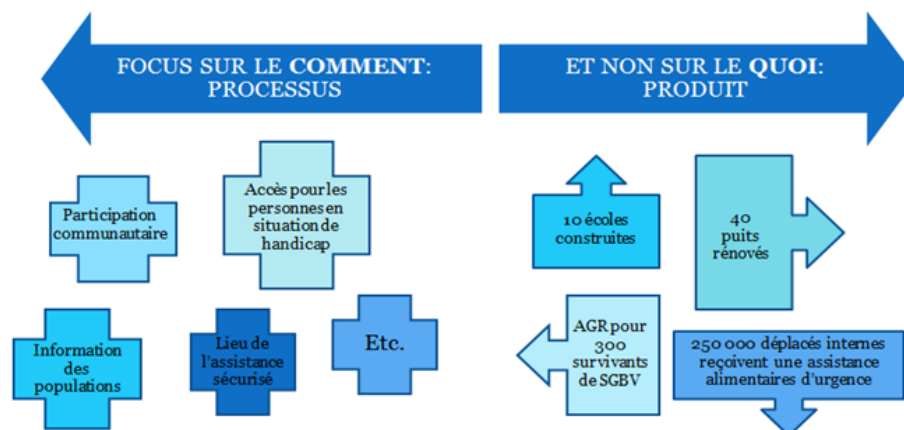 FOCUS SUR LE COMMENT:
PROCESSUS
ET NON SUR LE QUOI:
PRODUIT
Participation
communautaire
Accès pour les
personnes en
situation de
handicap
Information
des
populations
Lieu de
l'assistance
sécurisé
Etc.
10 écoles
construites
40
puits
rénovés
AGR pour
300
survivants
de SGBV
250 000 déplacés internes
reçoivent une assistance
alimentaires d'urgence